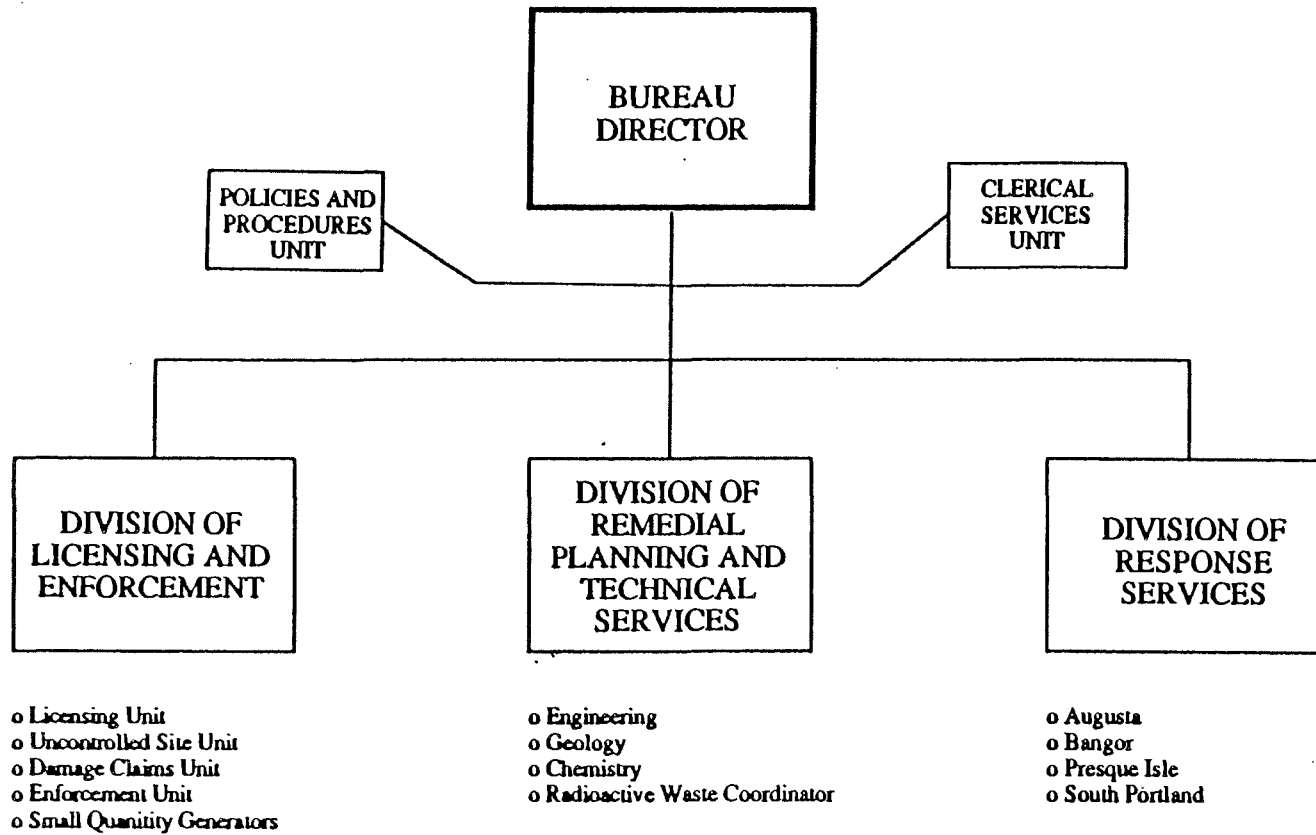 BUREAU
DIRECTOR
POLICIES AND
PROCEDURES
UNIT
CLERICAL
SERVICES
UNIT
DIVISION OF
LICENSING AND
ENFORCEMENT
DIVISION OF
REMEDIAL
PLANNING AND
TECHNICAL
SERVICES
DIVISION OF
RESPONSE
SERVICES
o Licensing Unit
o Uncontrolled Site Unit
o Damage Claims Unit
o Enforcement Unit
o Small Quanitity Generators
o Engineering
o Geology
o Chemistry
o Radioactive Waste Coordinator
o Augusta
o Bangor
o Presque Isle
o South Portland